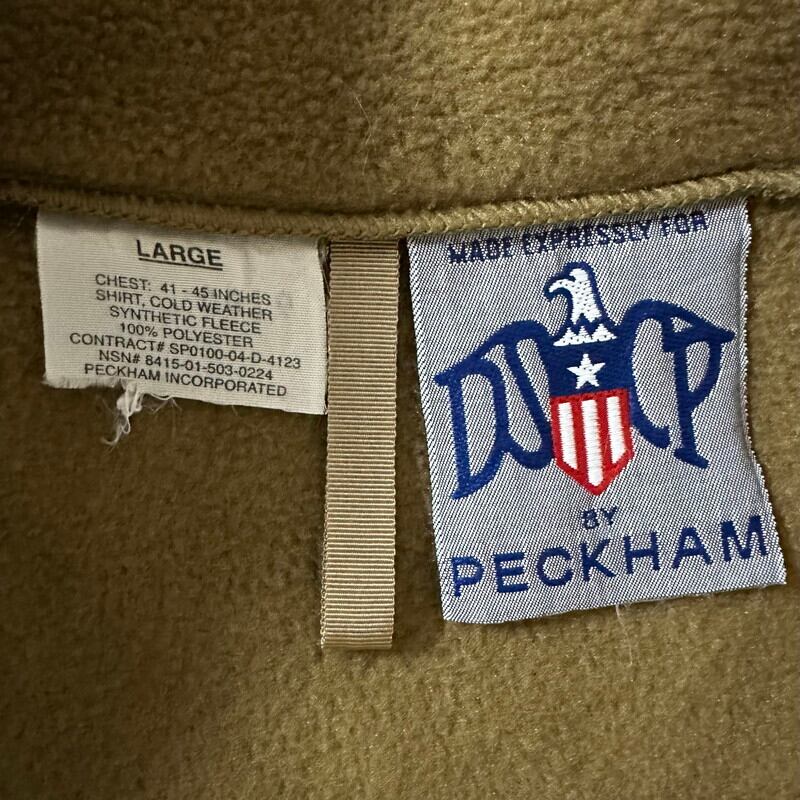 LARGE
CHEST: 41 - 45 INCHES
SHIRT, COLD WEATHER
SYNTHETIC FLEECE
100% POLYESTER
CONTRACT# SP0100-04-D-4123
NSN# 8415-01-503-0224
PECKHAM INCORPORATED
MADE EXPRESSLY FOR
DSCP
BY
PECKHAM